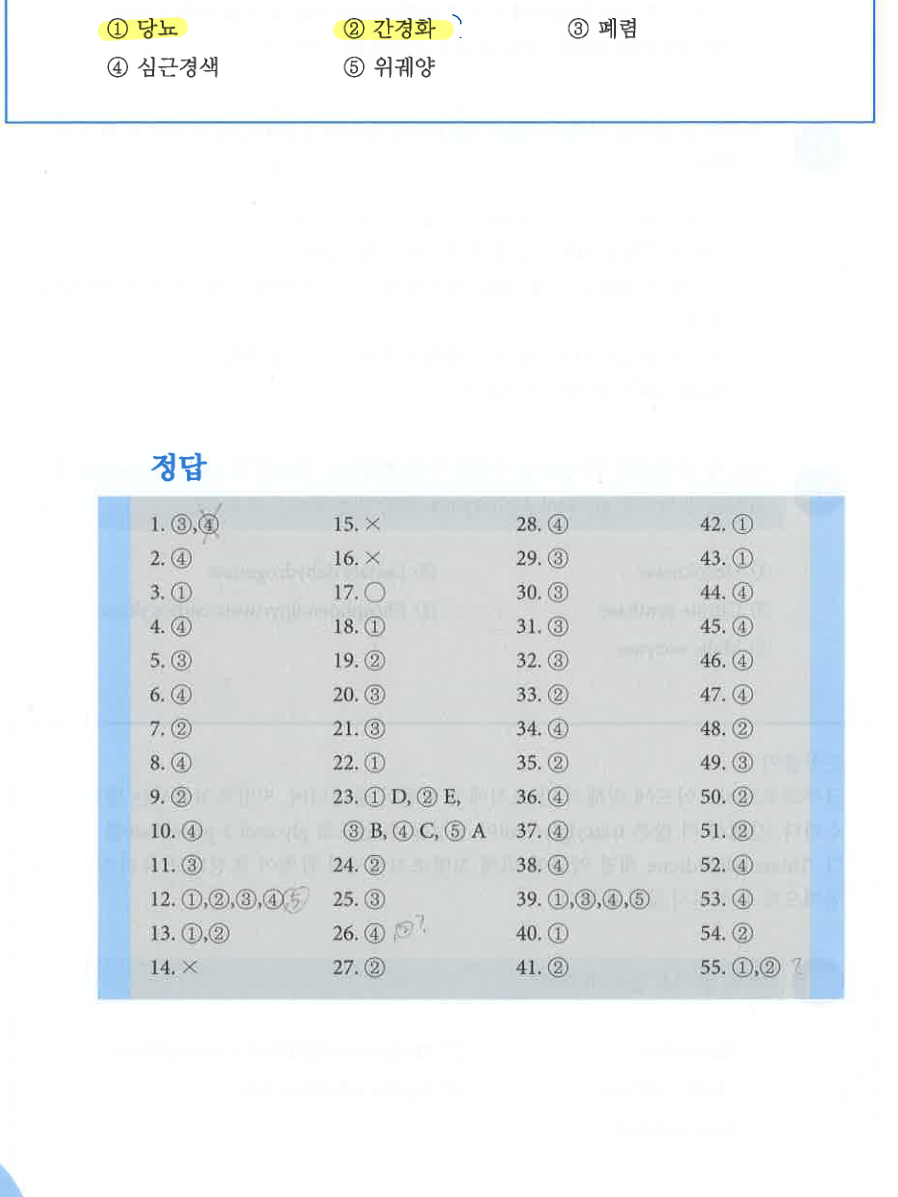 ① 당뇨 ② 간경화 ③ 폐렴
④ 심근경색 ⑤ 위궤양
정답
1. ③,④ 15. × 28. ④ 42. ①
2. ④ 16. × 29. ③ 43. ①
3. ① 17. ○ 30. ③ 44. ④
4. ④ 18. ① 31. ③ 45. ④
5. ③ 19. ② 32. ③ 46. ④
6. ④ 20. ③ 33. ② 47. ④
7. ② 21. ③ 34. ④ 48. ②
8. ④ 22. ① 35. ② 49. ③
9. ② 23. ① D, ② E, 36. ④ 50. ②
10. ④ ③ B, ④ C, ⑤ A 37. ④ 51. ②
11. ③ 24. ② 38. ④ 52. ④
12. ①,②,③,④⑤ 25. ③ 39. ①,③,④,⑤ 53. ④
13. ①,② 26. ④ ⑤? 40. ① 54. ②
14. × 27. ② 41. ② 55. ①,② ?